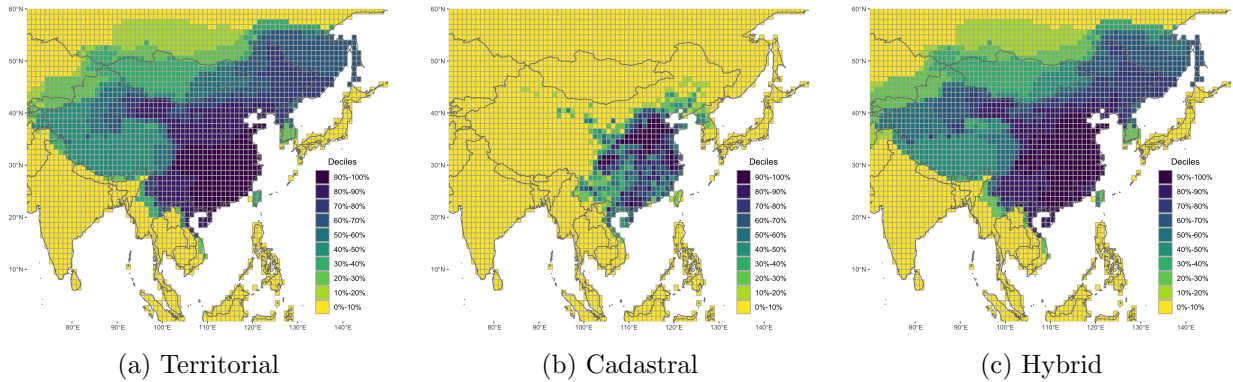 60°N
50°N
40°N
30°N
20°N
10°N
80°E
90°E
100°E
110°E
120°E
130°E
140°E
Deciles
90%-100%
80%-90%
70%-80%
60%-70%
50%-60%
40%-50%
30%-40%
20%-30%
10%-20%
0%-10%
(a) Territorial
60°N
50°N
40°N
30°N
20°N
10°N
80°E
90°E
100°E
110°E
120°E
130°E
140°E
Deciles
90%-100%
80%-90%
70%-80%
60%-70%
50%-60%
40%-50%
30%-40%
20%-30%
10%-20%
0%-10%
(b) Cadastral
60°N
50°N
40°N
30°N
20°N
10°N
80°E
90°E
100°E
110°E
120°E
130°E
140°E
Deciles
90%-100%
80%-90%
70%-80%
60%-70%
50%-60%
40%-50%
30%-40%
20%-30%
10%-20%
0%-10%
(c) Hybrid